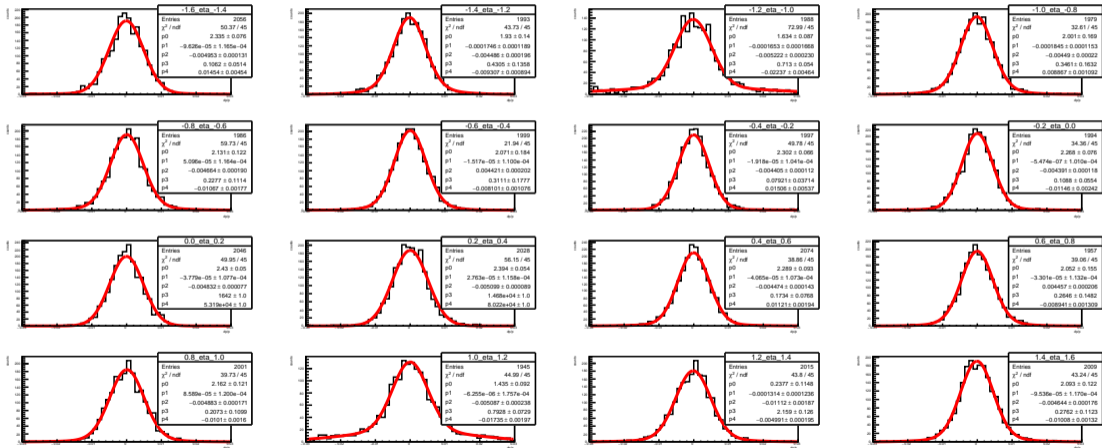 -1.6_eta_-1.4
Entries 2056
χ² / ndf 50.37 / 45
p0 2.335 ± 0.076
p1 -9.626e-05 ± 1.165e-04
p2 -0.004953 ± 0.000131
p3 0.1062 ± 0.0514
p4 0.01454 ± 0.00454
-1.4_eta_-1.2
Entries 1993
χ² / ndf 43.73 / 45
p0 1.93 ± 0.14
p1 -0.0001746 ± 0.0001189
p2 -0.004486 ± 0.000196
p3 0.4305 ± 0.1358
p4 -0.009307 ± 0.000894
-1.2_eta_-1.0
Entries 1988
χ² / ndf 72.99 / 45
p0 1.634 ± 0.087
p1 -0.0001653 ± 0.0001668
p2 -0.005222 ± 0.000230
p3 0.713 ± 0.054
p4 -0.02237 ± 0.00464
-1.0_eta_-0.8
Entries 1979
χ² / ndf 32.61 / 45
p0 2.001 ± 0.169
p1 -0.0001845 ± 0.0001153
p2 -0.00449 ± 0.00022
p3 0.3461 ± 0.1632
p4 0.008867 ± 0.001092
-0.8_eta_-0.6
Entries 1986
χ² / ndf 59.73 / 45
p0 2.131 ± 0.122
p1 5.096e-05 ± 1.164e-04
p2 -0.004684 ± 0.000190
p3 0.2277 ± 0.1114
p4 -0.01087 ± 0.00177
-0.6_eta_-0.4
Entries 1999
χ² / ndf 21.94 / 45
p0 2.071 ± 0.184
p1 -1.517e-05 ± 1.100e-04
p2 0.004421 ± 0.000202
p3 0.3111 ± 0.1777
p4 -0.008101 ± 0.001076
-0.4_eta_-0.2
Entries 1997
χ² / ndf 49.78 / 45
p0 2.302 ± 0.066
p1 -1.918e-05 ± 1.041e-04
p2 -0.004405 ± 0.000112
p3 0.07921 ± 0.03714
p4 0.01508 ± 0.00537
-0.2_eta_0.0
Entries 1994
χ² / ndf 34.36 / 45
p0 2.268 ± 0.076
p1 -5.474e-07 ± 1.010e-04
p2 -0.004391 ± 0.000118
p3 0.1088 ± 0.0554
p4 -0.01146 ± 0.00242
0.0_eta_0.2
Entries 2046
χ² / ndf 49.95 / 45
p0 2.43 ± 0.05
p1 -3.779e-05 ± 1.077e-04
p2 -0.004832 ± 0.000077
p3 1642 ± 1.0
p4 5.319e+04 ± 1.0
0.2_eta_0.4
Entries 2028
χ² / ndf 56.15 / 45
p0 2.394 ± 0.054
p1 2.763e-05 ± 1.158e-04
p2 -0.005099 ± 0.000089
p3 1.468e+04 ± 1.0
p4 8.022e+04 ± 1.0
0.4_eta_0.6
Entries 2074
χ² / ndf 38.86 / 45
p0 2.289 ± 0.093
p1 -4.065e-05 ± 1.073e-04
p2 -0.004474 ± 0.000143
p3 0.1734 ± 0.0768
p4 0.01121 ± 0.00194
0.6_eta_0.8
Entries 1957
χ² / ndf 39.06 / 45
p0 2.052 ± 0.155
p1 -3.301e-05 ± 1.132e-04
p2 0.004457 ± 0.000206
p3 0.2646 ± 0.1482
p4 -0.008941 ± 0.001309
0.8_eta_1.0
Entries 2001
χ² / ndf 39.73 / 45
p0 2.162 ± 0.121
p1 8.589e-05 ± 1.200e-04
p2 -0.004883 ± 0.000171
p3 0.2073 ± 0.1099
p4 -0.0101 ± 0.0016
1.0_eta_1.2
Entries 1945
χ² / ndf 44.99 / 45
p0 1.435 ± 0.092
p1 -6.255e-06 ± 1.757e-04
p2 -0.005087 ± 0.000238
p3 0.7928 ± 0.0729
p4 -0.01735 ± 0.00197
1.2_eta_1.4
Entries 2015
χ² / ndf 43.8 / 45
p0 0.2377 ± 0.1148
p1 -0.0001314 ± 0.0001236
p2 -0.01112 ± 0.00187
p3 2.159 ± 0.126
p4 -0.004991 ± 0.000195
1.4_eta_1.6
Entries 2009
χ² / ndf 43.24 / 45
p0 2.093 ± 0.122
p1 -9.536e-05 ± 1.170e-04
p2 -0.004644 ± 0.000176
p3 0.2762 ± 0.1123
p4 -0.01008 ± 0.00132